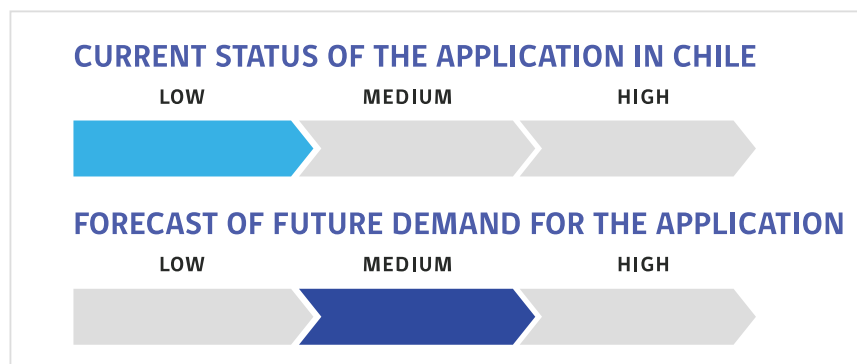 CURRENT STATUS OF THE APPLICATION IN CHILE
LOW MEDIUM HIGH
FORECAST OF FUTURE DEMAND FOR THE APPLICATION
LOW MEDIUM HIGH